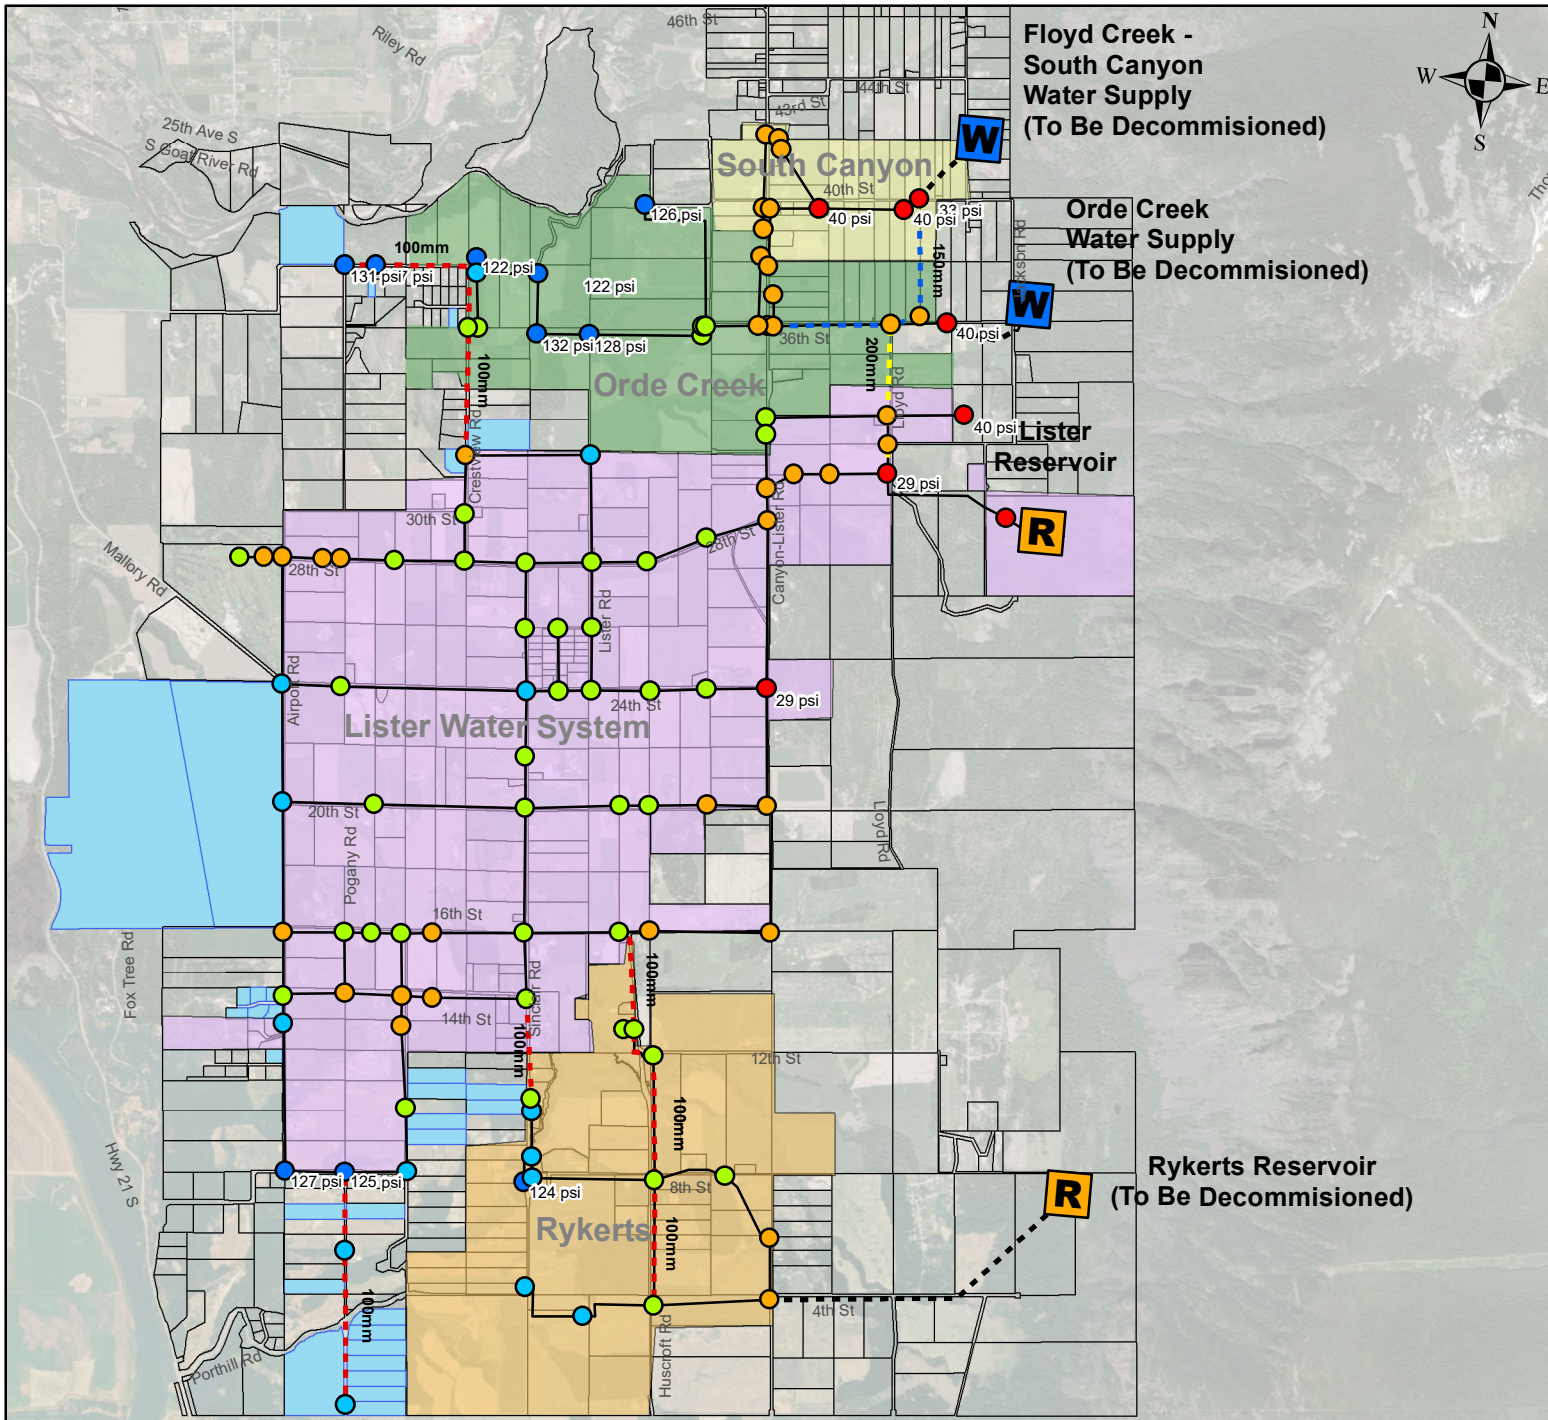 46th St
Riley Rd
Floyd Creek -
South Canyon
Water Supply
(To Be Decommisioned)
N
W
E
S
44th St
43rd St
25th Ave S
S Goat River Rd
W
South Canyon
40th St
40 psi
40 psi
33 psi
126 psi
Orde Creek
Water Supply
(To Be Decommisioned)
100mm
131 psi
7 psi
122 psi
122 psi
150mm
W
132 psi
128 psi
36th St
40 psi
100mm
200mm
Orde Creek
Lloyd Rd
Crestview Rd
40 psi
Lister
Reservoir
29 psi
30th St
Canyon-Lister Rd
R
28th St
28th St
Mallory Rd
Lister Rd
Airport Rd
24th St
29 psi
Lister Water System
20th St
Lloyd Rd
Pogany Rd
16th St
Fox Tree Rd
100mm
Sinclair Rd
14th St
100mm
12th St
100mm
Hwy 21 S
127 psi
125 psi
124 psi
8th St
Rykerts Reservoir
(To Be Decommisioned)
R
Rykerts
100mm
100mm
4th St
Porthill Rd
Huscroft Rd